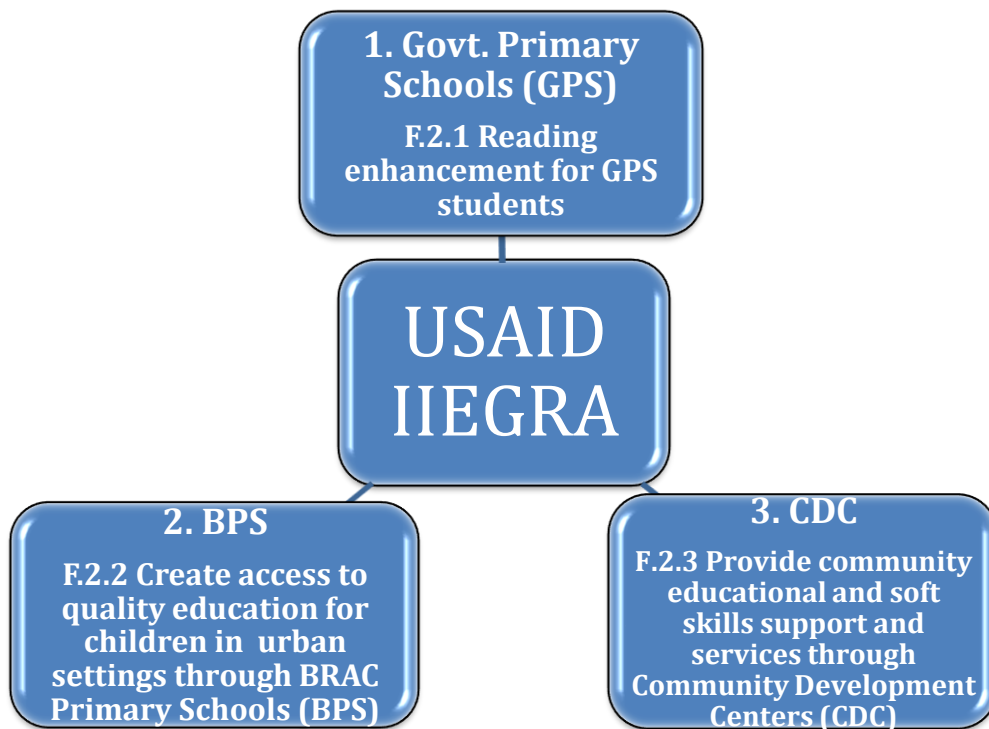 1. Govt. Primary
Schools (GPS)
F.2.1 Reading
enhancement for GPS
students
USAID
IIEGRA
2. BPS
F.2.2 Create access to
quality education for
children in urban
settings through BRAC
Primary Schools (BPS)
3. CDC
F.2.3 Provide community
educational and soft
skills support and
services through
Community Development
Centers (CDC)